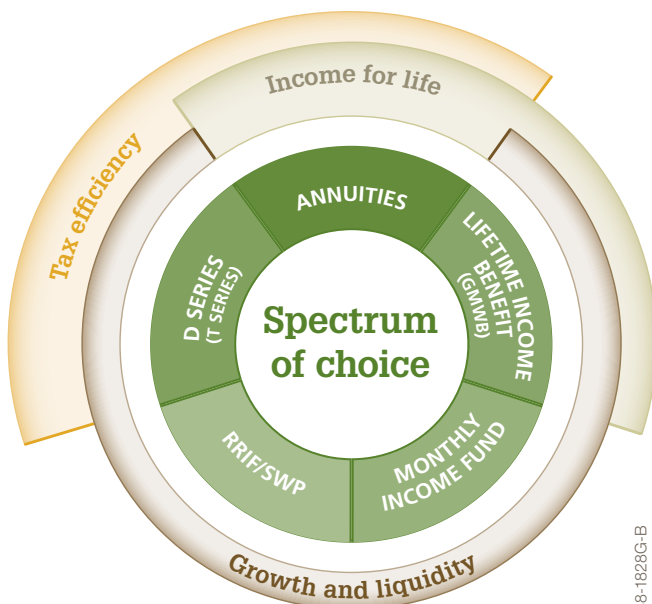 Income for life
Tax efficiency
ANNUITIES
LIFETIME INCOME
BENEFIT
(GMWB)
D SERIES
(T SERIES)
Spectrum
of choice
RRIF/SWP
MONTHLY
INCOME FUND
Growth and liquidity
8-1828G-B